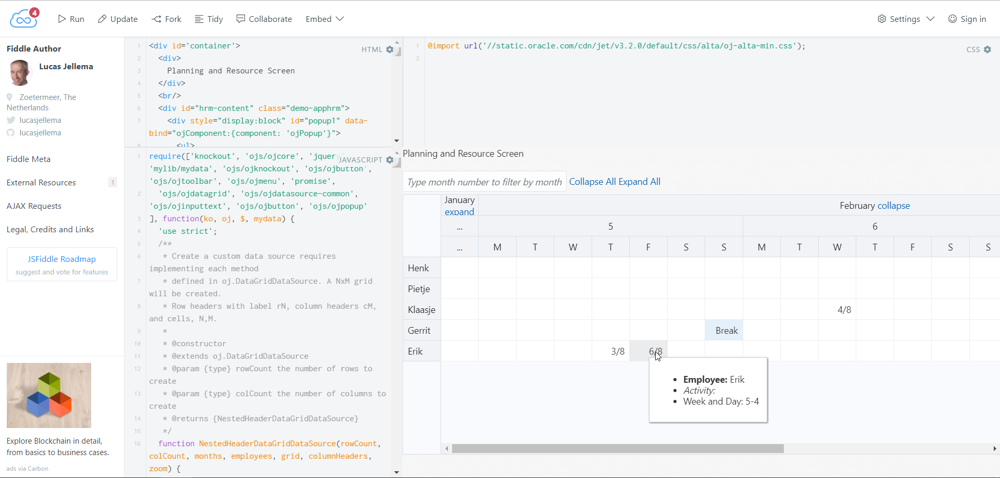 4
Run
Update
Fork
Tidy
Collaborate
Embed
Settings
Sign in
Fiddle Author
Lucas Jellema
Zoetermeer, The
Netherlands
lucasjellema
lucasjellema
Fiddle Meta
External Resources 1
AJAX Requests
Legal, Credits and Links
JSFiddle Roadmap
suggest and vote for features
Explore Blockchain in detail,
from basics to business cases.
ads via Carbon
HTML
1 <div id='container'>
2 <div>
3 Planning and Resource Screen
4 </div>
5 <br/>
6 <div id="hrm-content" class="demo-apphrm">
7 <div style="display:block" id="popup1" data-
bind="ojComponent:{component: 'ojPopup'}">
8 <ul>
JAVASCRIPT
1 require(['knockout', 'ojs/ojcore', 'jquery'
'mylib/mydata', 'ojs/ojknockout', 'ojs/ojbutton',
'ojs/ojtoolbar', 'ojs/ojmenu', 'promise',
2 'ojs/ojdatagrid', 'ojs/ojdatasource-common',
'ojs/ojinputtext', 'ojs/ojbutton', 'ojs/ojpopup'
3 ], function(ko, oj, $, mydata) {
4 'use strict';
5 /**
6 * Create a custom data source requires
implementing each method
7 * defined in oj.DataGridDataSource. A NxM grid
will be created.
8 * Row headers with label rN, column headers cM,
and cells, N,M.
9 *
10 * @constructor
11 * @extends oj.DataGridDataSource
12 * @param {type} rowCount the number of rows to
create
13 * @param {type} colCount the number of columns to
create
14 * @returns {NestedHeaderDataGridDataSource}
15 */
16 function NestedHeaderDataGridDataSource(rowCount,
colCount, months, employees, grid, columnHeaders,
zoom) {
CSS
1 @import url('//static.oracle.com/cdn/jet/v3.2.0/default/css/alta/oj-alta-min.css');
2
Planning and Resource Screen
Type month number to filter by month Collapse All Expand All
January
expand
February collapse
... 5 6
... M T W T F S S M T W T F S S
Henk
Pietje
Klaasje 4/8
Gerrit Break
Erik 3/8 6/8
Employee: Erik
Activity:
Week and Day: 5-4